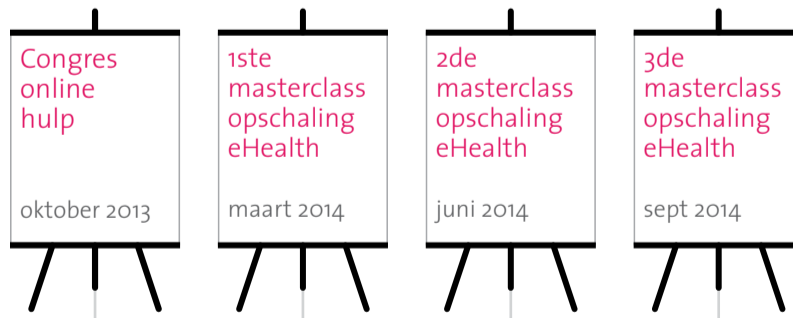 Congres
online
hulp
oktober 2013
1ste
masterclass
opschaling
eHealth
maart 2014
2de
masterclass
opschaling
eHealth
juni 2014
3de
masterclass
opschaling
eHealth
sept 2014